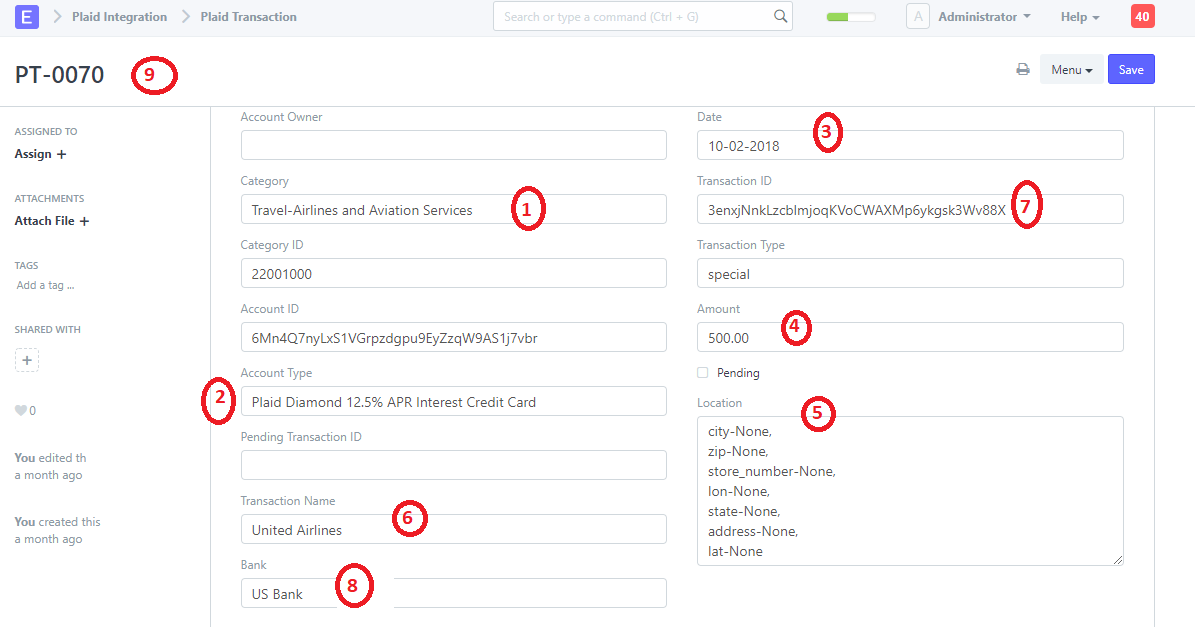 E Plaid Integration Plaid Transaction Search or type a command (Ctrl + G) A Administrator Help 40
PT-0070 9 Menu Save
ASSIGNED TO
Assign +
ATTACHMENTS
Attach File +
TAGS
Add a tag ...
SHARED WITH
+
0
You edited th
a month ago
You created this
a month ago
Account Owner
Category
Travel-Airlines and Aviation Services 1
Category ID
22001000
Account ID
6Mn4Q7nyLxS1VGrpzdgpu9EyZzqW9AS1j7vbr
Account Type
2 Plaid Diamond 12.5% APR Interest Credit Card
Pending Transaction ID
Transaction Name
United Airlines 6
Bank
US Bank 8
Date
10-02-2018 3
Transaction ID
3enxjNnkLzcblmjoqKVoCWAXMp6ykgsk3Wv88X 7
Transaction Type
special
Amount
500.00 4
Pending
Location 5
city-None,
zip-None,
store_number-None,
lon-None,
state-None,
address-None,
lat-None